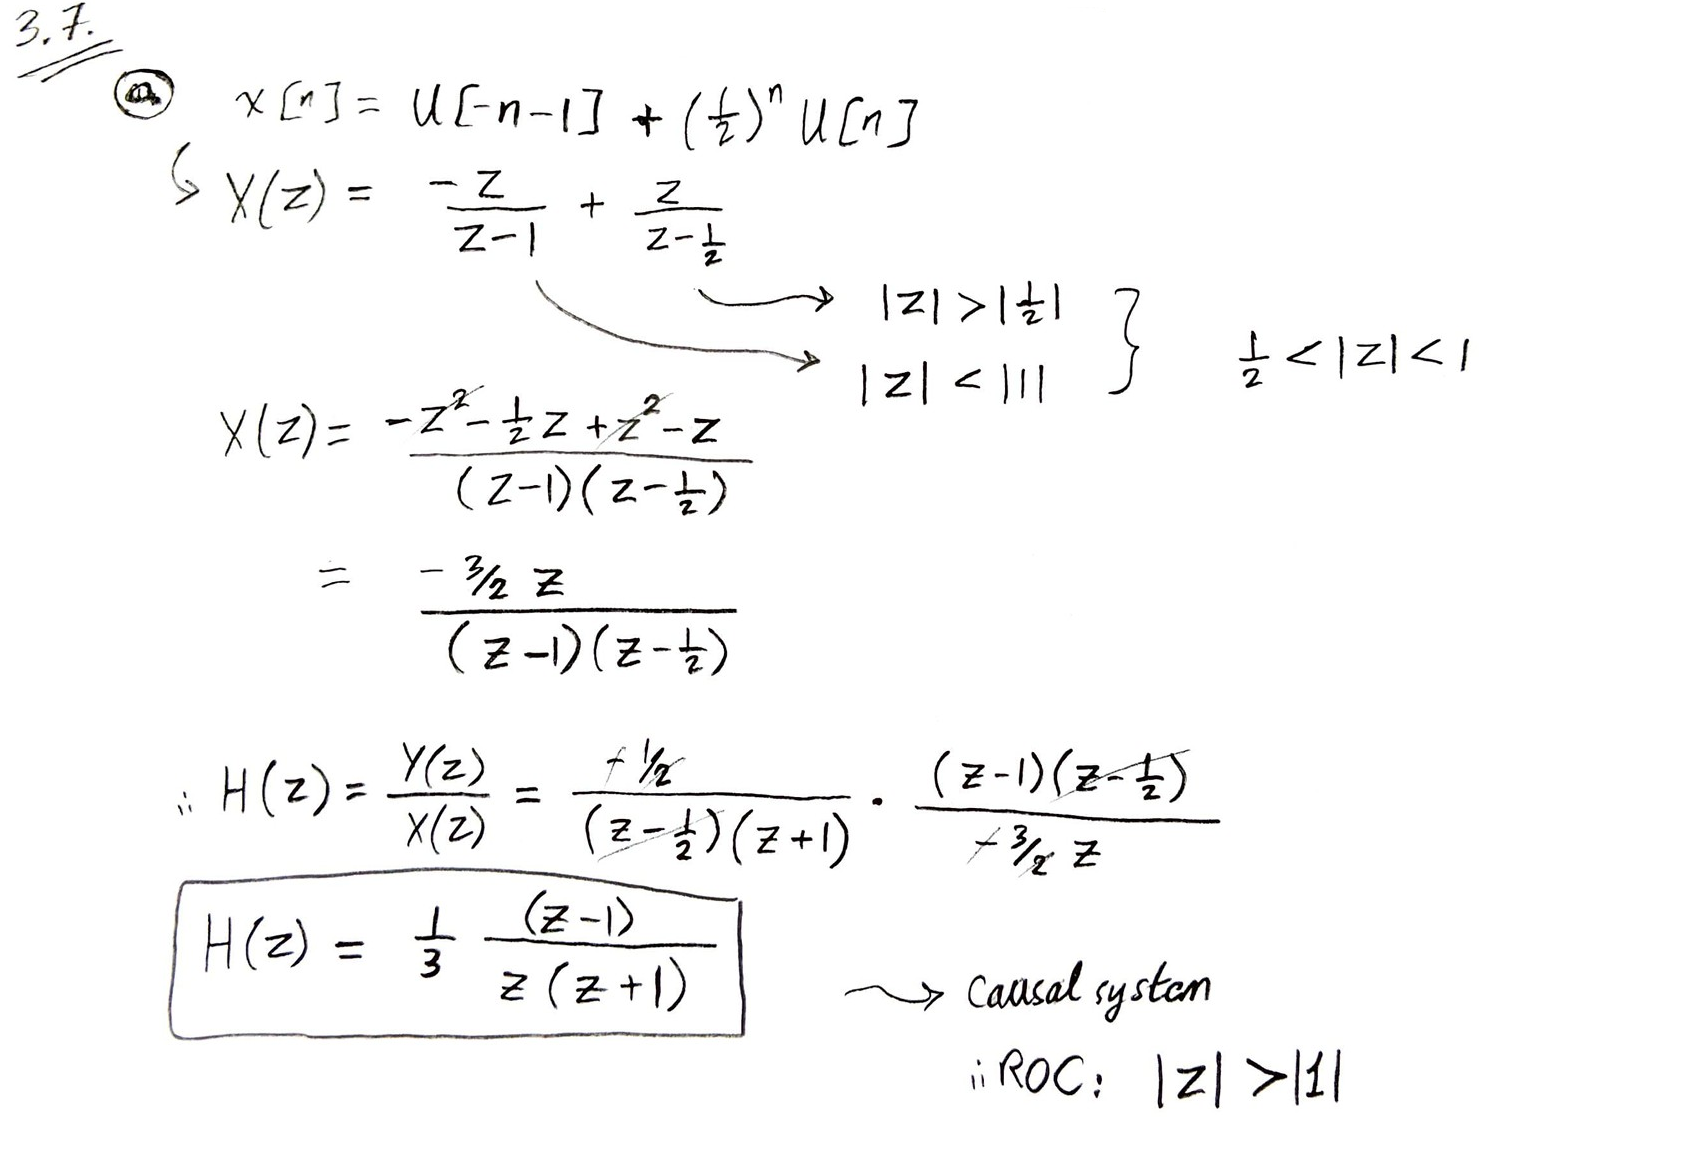 3.7.
(a) x[n] = U[-n-1] + (1/2)^n U[n]
↳ X(z) = -z/(z-1) + z/(z-1/2)
|z| > |1/2|
|z| < |1| } 1/2 < |z| < 1
X(z) = (-z^2 - 1/2 z + z^2 - z)/((z-1)(z-1/2))
= (-3/2 z)/((z-1)(z-1/2))
∴ H(z) = Y(z)/X(z) = (-1/2)/((z-1/2)(z+1)) · ((z-1)(z-1/2))/(-3/2 z)
H(z) = 1/3 (z-1)/(z(z+1))
→ Causal system
∴ ROC: |z| > |1|